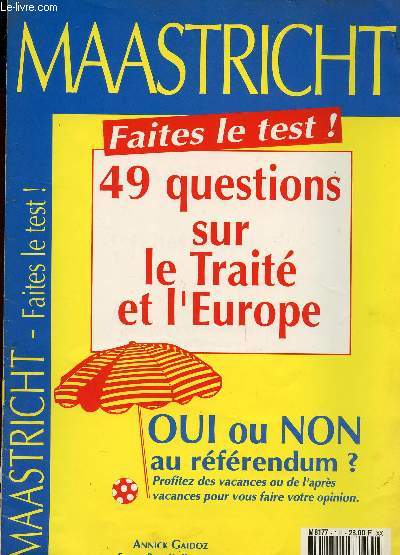 www.le-livre.com
MAASTRICHT
Faites le test !
49 questions
sur
le Traité
et l'Europe
MAASTRICHT - Faites le test !
OUI ou NON
au référendum ?
Profitez des vacances ou de l'après
vacances pour vous faire votre opinion.
ANNICK GAIDOZ